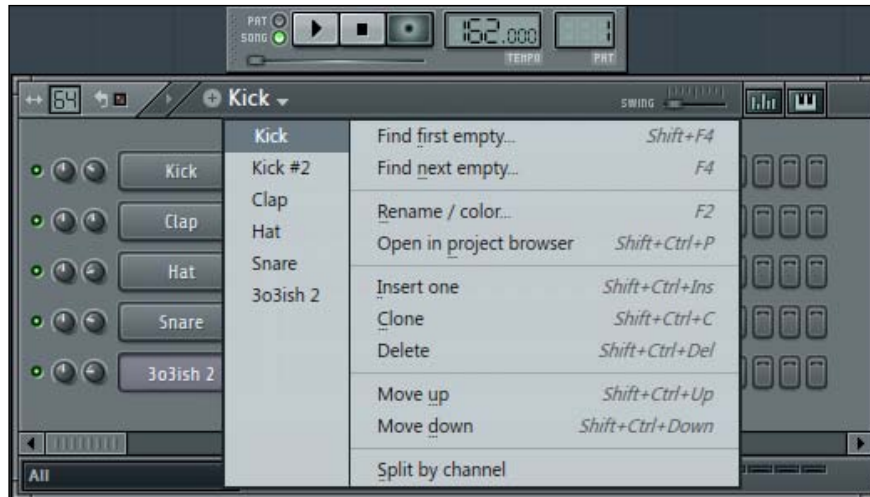 PAT
SONG
162.000
TEMPO
1
PAT
64
Kick
SWING
Kick
Kick #2
Clap
Hat
Snare
3o3ish 2
Find first empty... Shift+F4
Find next empty... F4
Rename / color... F2
Open in project browser Shift+Ctrl+P
Insert one Shift+Ctrl+Ins
Clone Shift+Ctrl+C
Delete Shift+Ctrl+Del
Move up Shift+Ctrl+Up
Move down Shift+Ctrl+Down
Split by channel
Kick
Clap
Hat
Snare
3o3ish 2
All